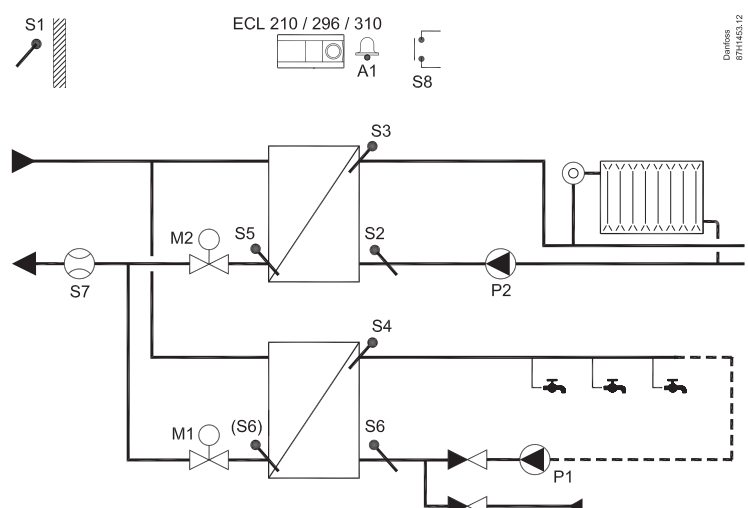 S1
ECL 210 / 296 / 310
A1
S8
Danfoss
87H1453.12
S3
M2
S5
S2
S7
P2
S4
M1
(S6)
S6
P1